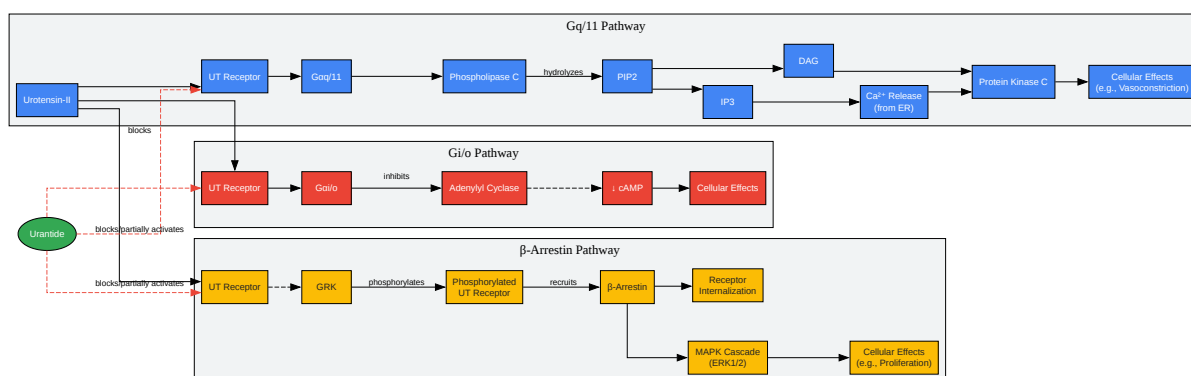 Gq/11 Pathway
Urotensin-II
UT Receptor
Gαq/11
Phospholipase C
hydrolyzes
PIP2
DAG
IP3
Ca²⁺ Release
(from ER)
Protein Kinase C
Cellular Effects
(e.g., Vasoconstriction)
blocks
Gi/o Pathway
UT Receptor
Gαi/o
inhibits
Adenylyl Cyclase
↓ cAMP
Cellular Effects
Urantide
blocks/partially activates
β-Arrestin Pathway
blocks/partially activates
UT Receptor
GRK
phosphorylates
Phosphorylated
UT Receptor
recruits
β-Arrestin
Receptor
Internalization
MAPK Cascade
(ERK1/2)
Cellular Effects
(e.g., Proliferation)